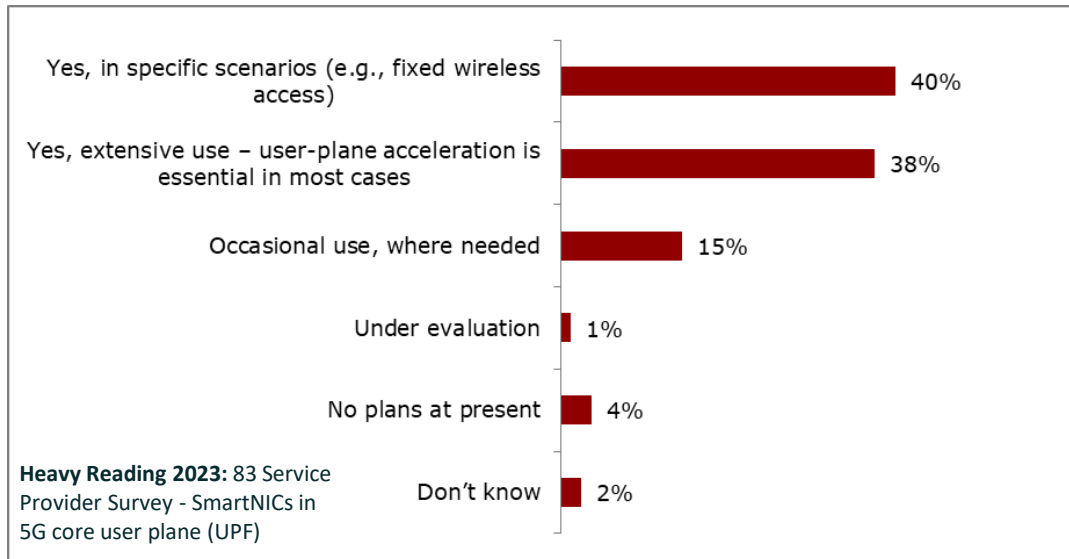 Yes, in specific scenarios (e.g., fixed wireless
access)
40%
Yes, extensive use – user-plane acceleration is
essential in most cases
38%
Occasional use, where needed
15%
Under evaluation
1%
No plans at present
4%
Don’t know
2%
Heavy Reading 2023: 83 Service
Provider Survey - SmartNICs in
5G core user plane (UPF)